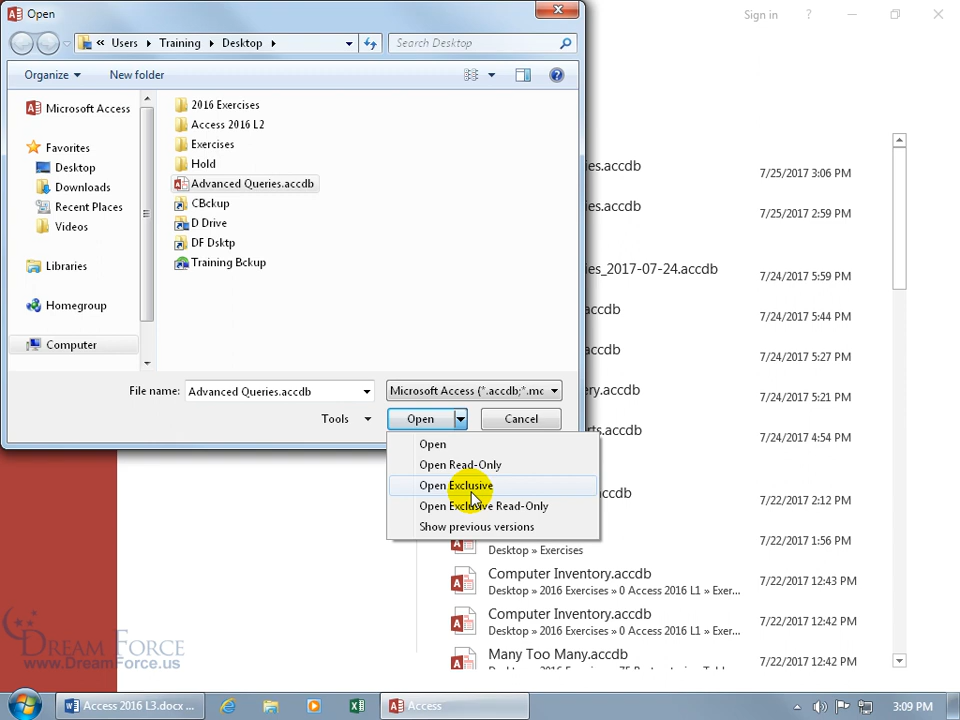 Open
Sign in
?
« Users Training Desktop
Search Desktop
Organize
New folder
Microsoft Access
Favorites
Desktop
Downloads
Recent Places
Videos
Libraries
Homegroup
Computer
2016 Exercises
Access 2016 L2
Exercises
Hold
Advanced Queries.accdb
CBckup
D Drive
DF Dsktp
Training Bckup
File name:
Advanced Queries.accdb
Microsoft Access (*.accdb;*.mc
Tools
Open
Cancel
Open
Open Read-Only
Open Exclusive
Open Exclusive Read-Only
Show previous versions
ies.accdb
7/25/2017 3:06 PM
ies.accdb
7/25/2017 2:59 PM
ies_2017-07-24.accdb
7/24/2017 5:59 PM
accdb
7/24/2017 5:44 PM
accdb
7/24/2017 5:27 PM
ery.accdb
7/24/2017 5:21 PM
rts.accdb
7/24/2017 4:54 PM
ccdb
7/22/2017 2:12 PM
7/22/2017 1:56 PM
Desktop » Exercises
Computer Inventory.accdb
7/22/2017 12:43 PM
Desktop » 2016 Exercises » 0 Access 2016 L1 » Exer...
Computer Inventory.accdb
7/22/2017 12:42 PM
Desktop » 2016 Exercises » 0 Access 2016 L1 » Exer...
Many Too Many.accdb
7/22/2017 12:42 PM
DREAM FORCE
www.DreamForce.us
Access 2016 L3.docx ...
Access
3:09 PM